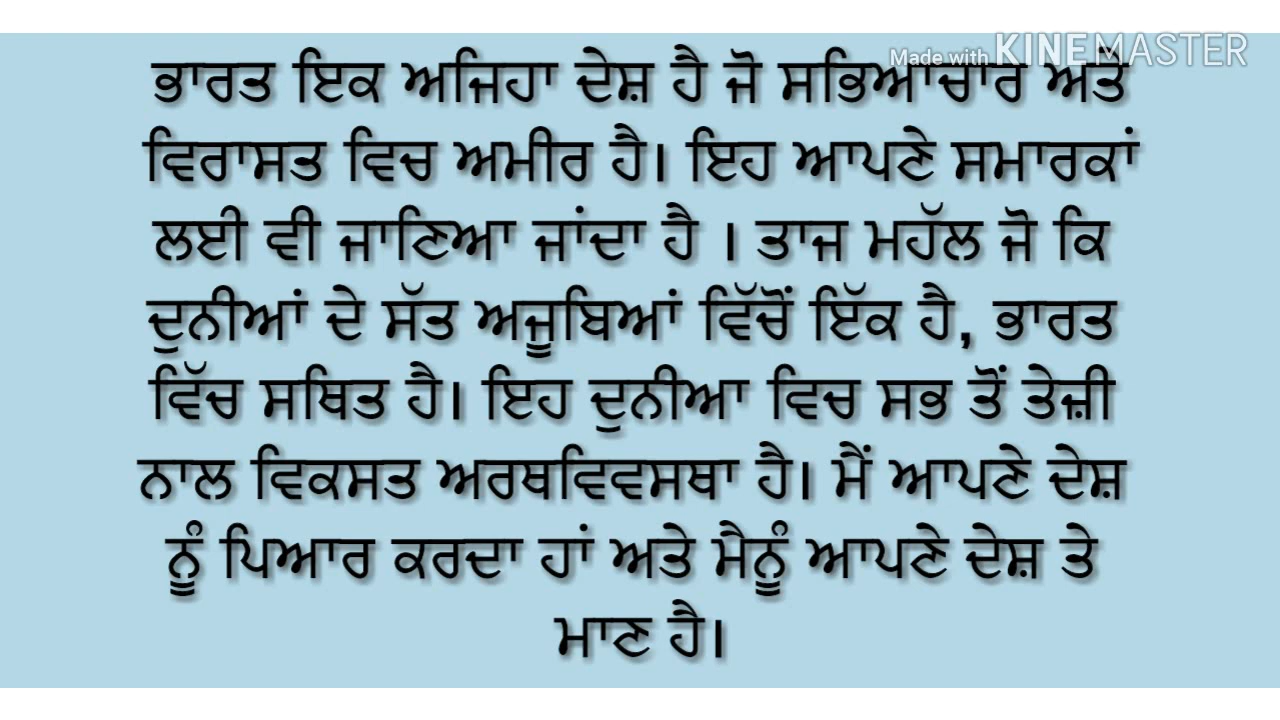 Made with KINEMASTER
ਭਾਰਤ ਇਕ ਅਜਿਹਾ ਦੇਸ਼ ਹੈ ਜੋ ਸਭਿਆਚਾਰ ਅਤੇ
ਵਿਰਾਸਤ ਵਿਚ ਅਮੀਰ ਹੈ। ਇਹ ਆਪਣੇ ਸਮਾਰਕਾਂ
ਲਈ ਵੀ ਜਾਣਿਆ ਜਾਂਦਾ ਹੈ । ਤਾਜ ਮਹੱਲ ਜੋ ਕਿ
ਦੁਨੀਆਂ ਦੇ ਸੱਤ ਅਜੂਬਿਆਂ ਵਿੱਚੋਂ ਇੱਕ ਹੈ, ਭਾਰਤ
ਵਿੱਚ ਸਥਿਤ ਹੈ। ਇਹ ਦੁਨੀਆ ਵਿਚ ਸਭ ਤੋਂ ਤੇਜ਼ੀ
ਨਾਲ ਵਿਕਸਤ ਅਰਥਵਿਵਸਥਾ ਹੈ। ਮੈਂ ਆਪਣੇ ਦੇਸ਼
ਨੂੰ ਪਿਆਰ ਕਰਦਾ ਹਾਂ ਅਤੇ ਮੈਨੂੰ ਆਪਣੇ ਦੇਸ਼ ਤੇ
ਮਾਣ ਹੈ।